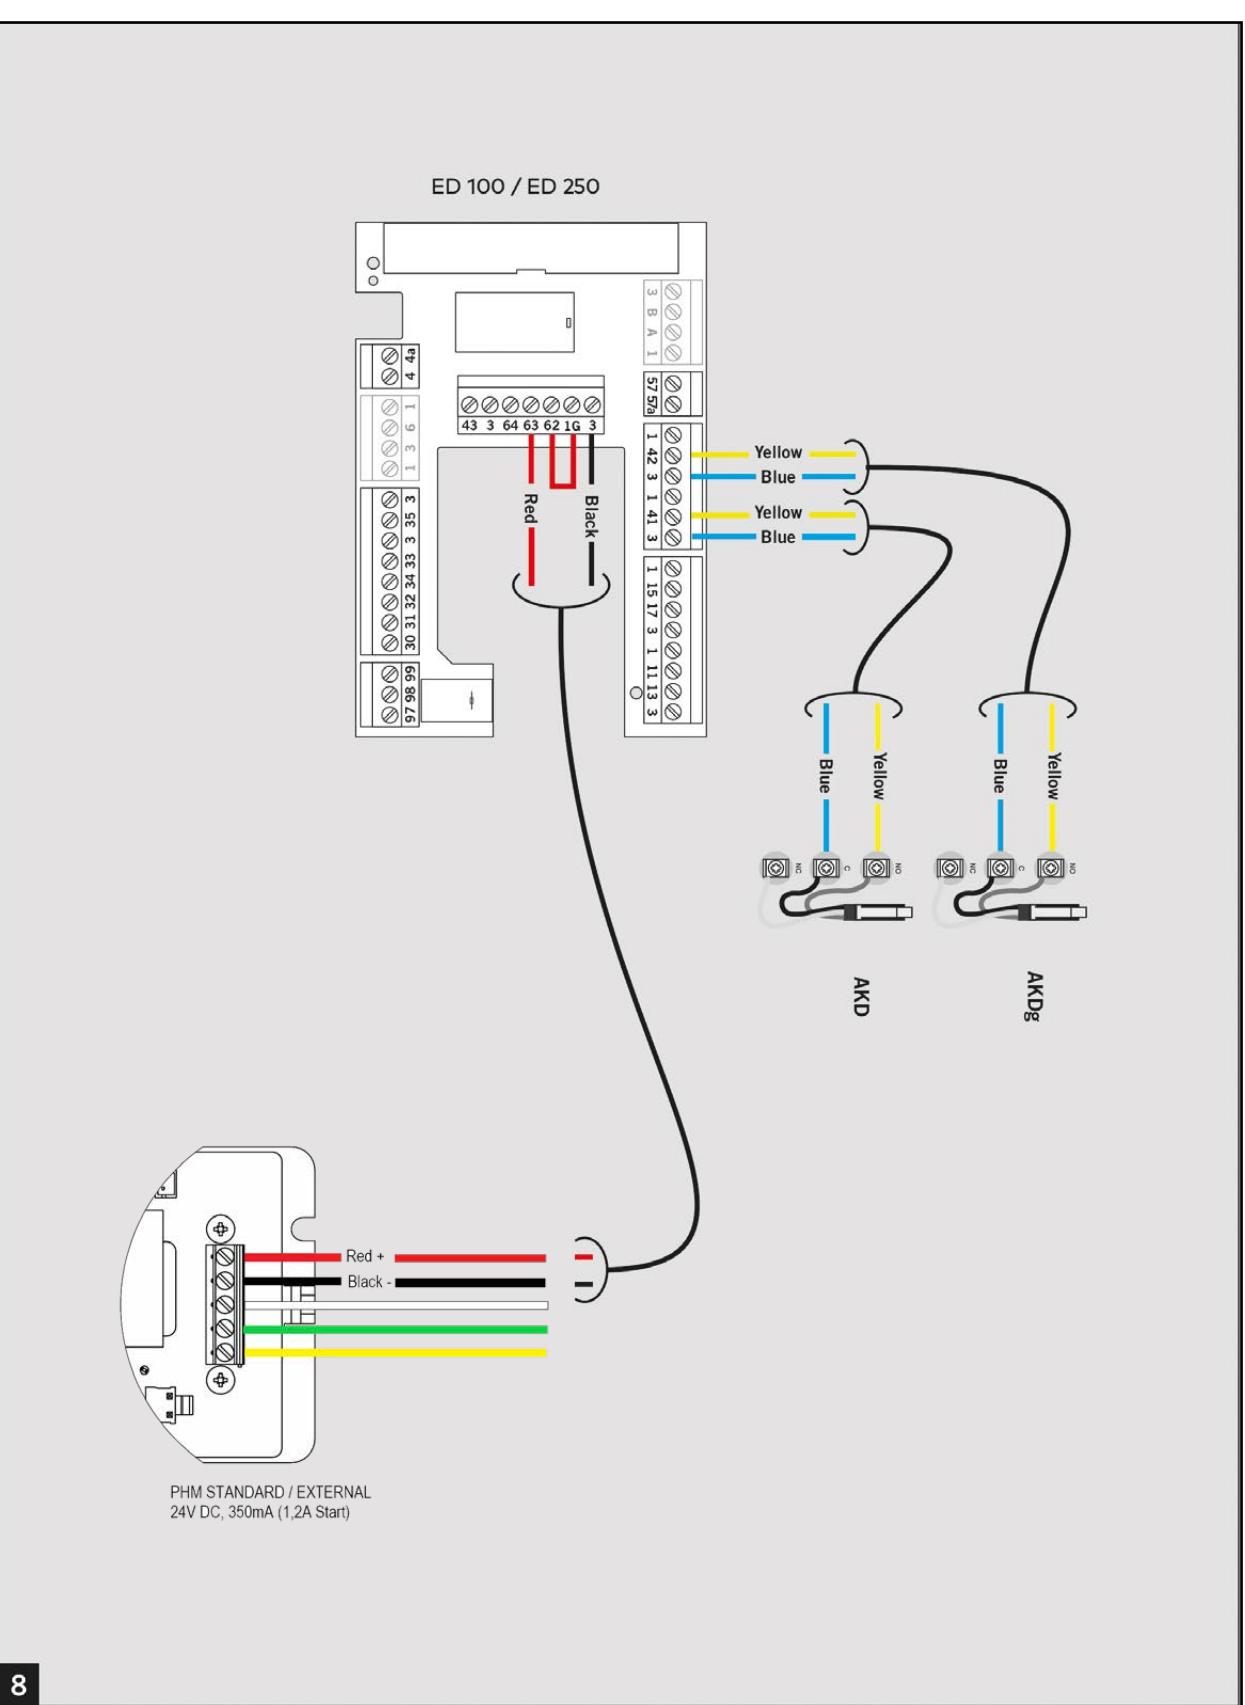 ED 100 / ED 250
4a
4
1
6
3
1
3
35
3
33
34
32
31
30
99
98
97
43 3 64 63 62 1G 3
Red
Black
3
B
A
1
57
57a
1
42
3
1
41
3
1
15
17
3
1
11
13
3
Yellow
Blue
Yellow
Blue
Blue
Yellow
Blue
Yellow
NC
C
NO
NC
C
NO
AKD
AKDg
Red +
Black -
PHM STANDARD / EXTERNAL
24V DC, 350mA (1,2A Start)
8